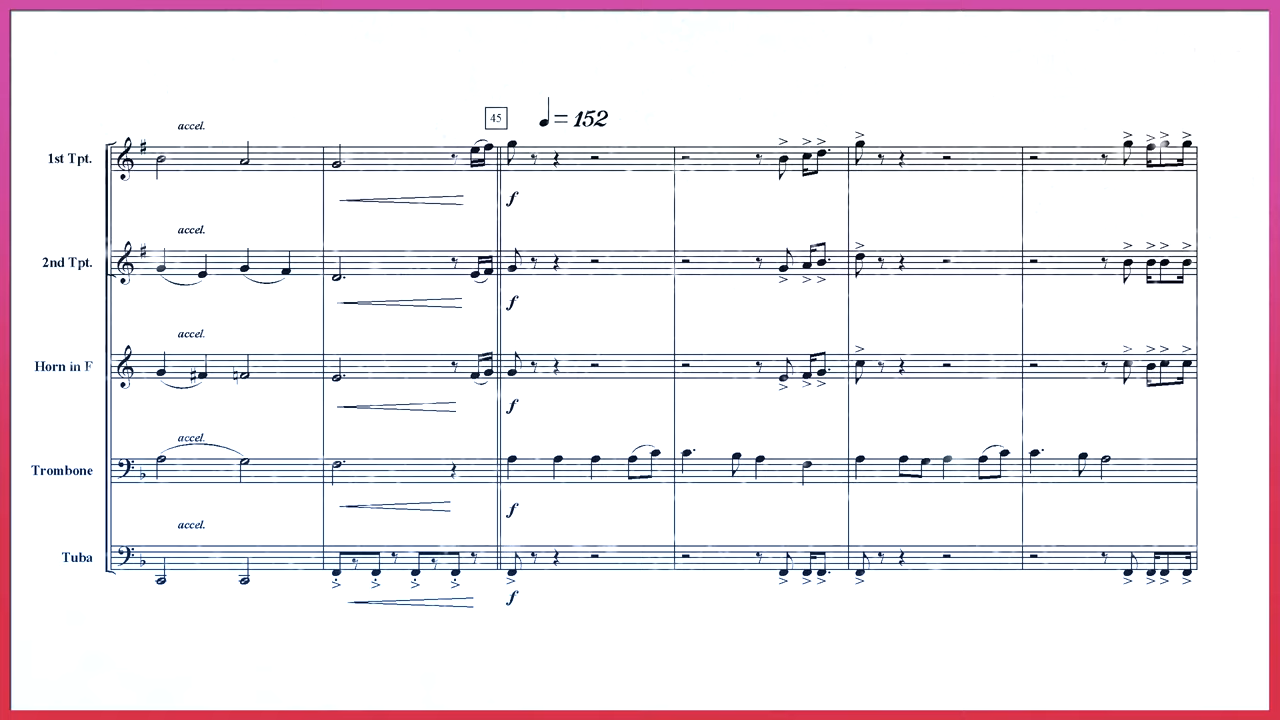 accel.
45
♩ = 152
1st Tpt.
f
accel.
2nd Tpt.
f
accel.
Horn in F
f
accel.
Trombone
f
accel.
Tuba
f